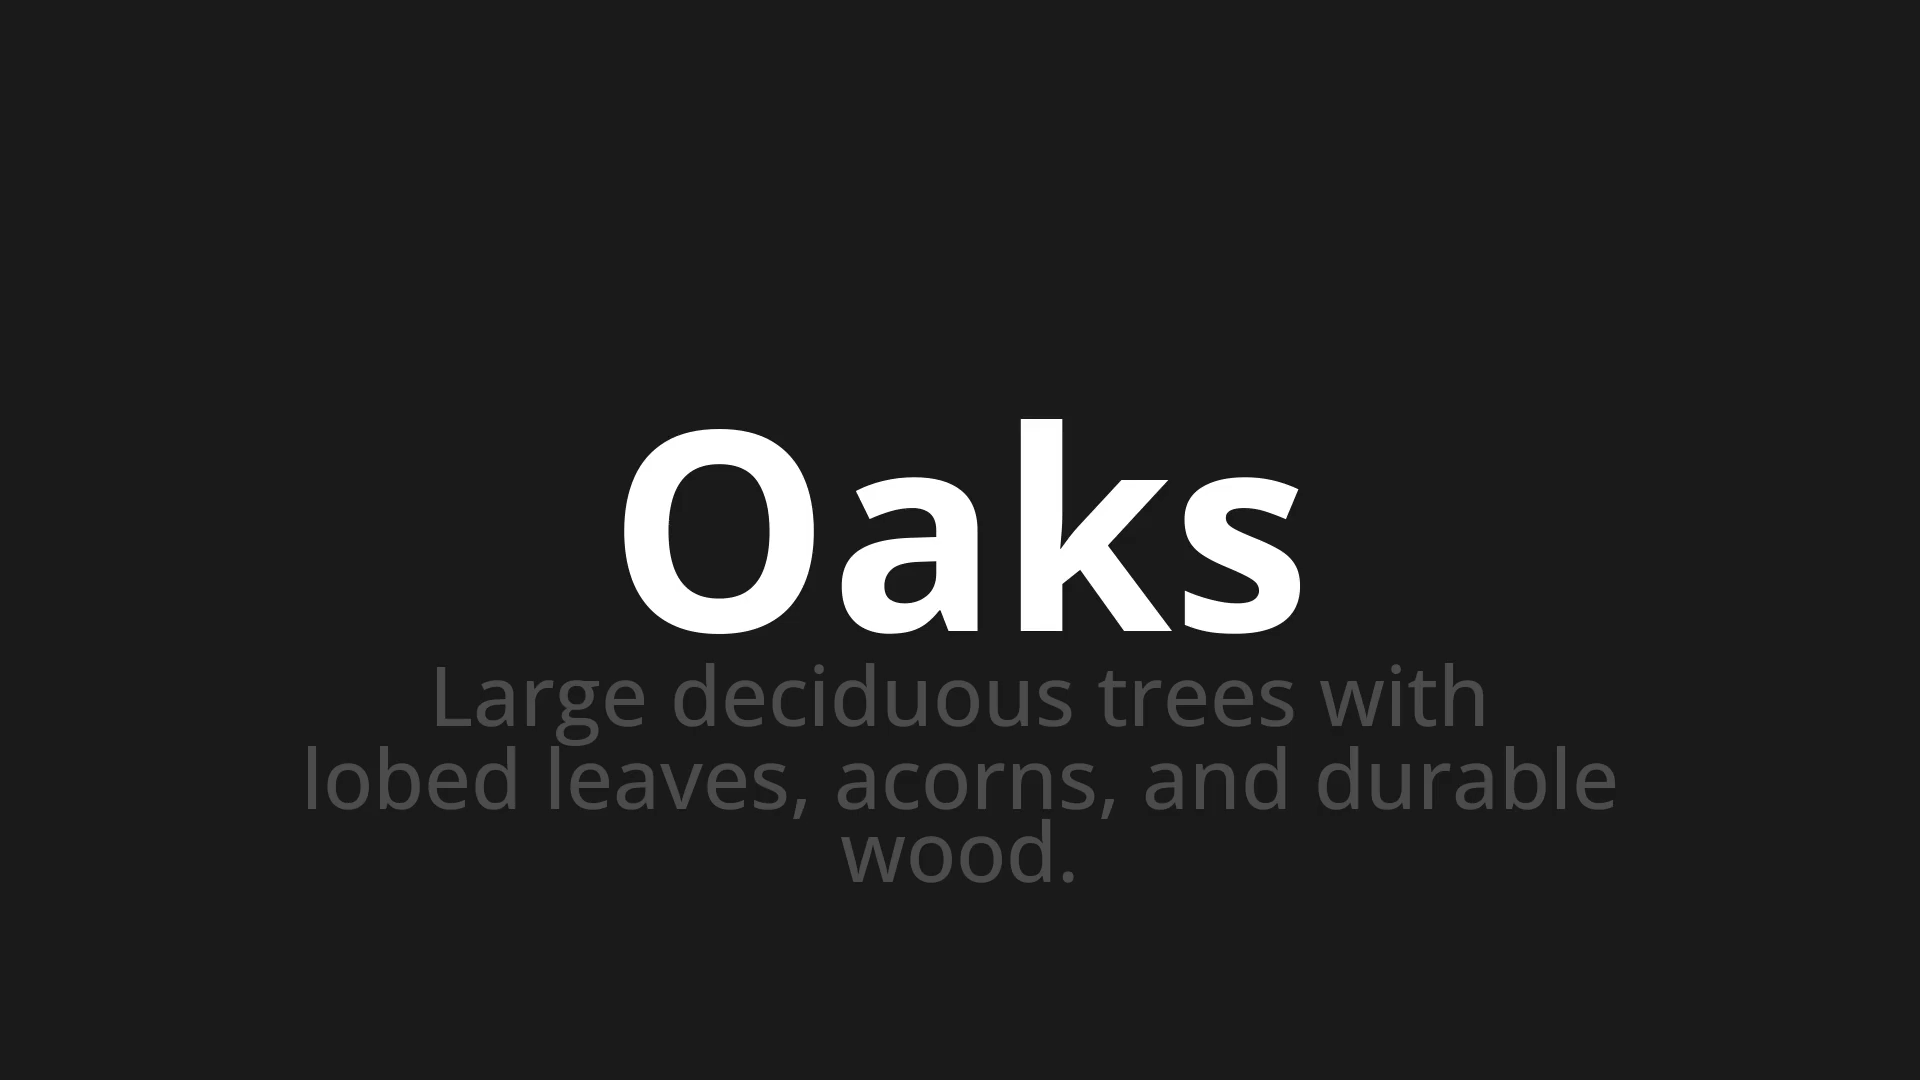 Oaks
Large deciduous trees with
lobed leaves, acorns, and durable
wood.